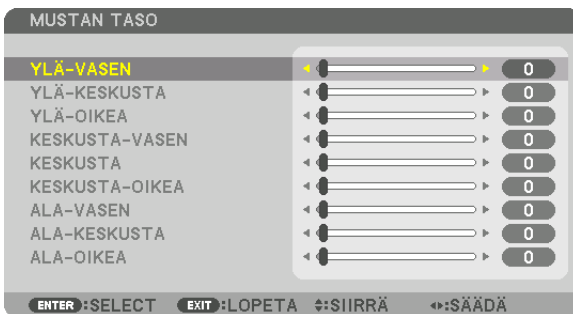 MUSTAN TASO
YLÄ-VASEN 0
YLÄ-KESKUSTA 0
YLÄ-OIKEA 0
KESKUSTA-VASEN 0
KESKUSTA 0
KESKUSTA-OIKEA 0
ALA-VASEN 0
ALA-KESKUSTA 0
ALA-OIKEA 0
ENTER:SELECT EXIT:LOPETA :SIIRRÄ :SÄÄDÄ